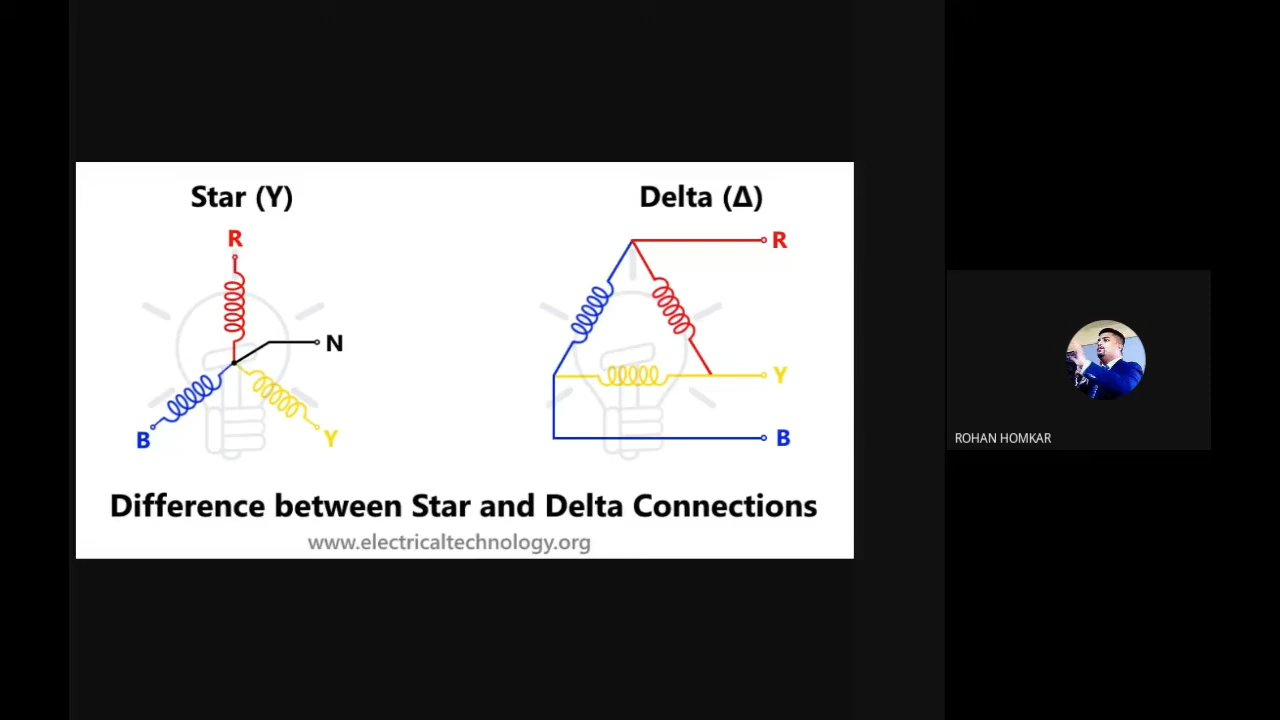 Star (Y)
Delta (Δ)
R
N
B
Y
R
Y
B
Difference between Star and Delta Connections
www.electricaltechnology.org
ROHAN HOMKAR